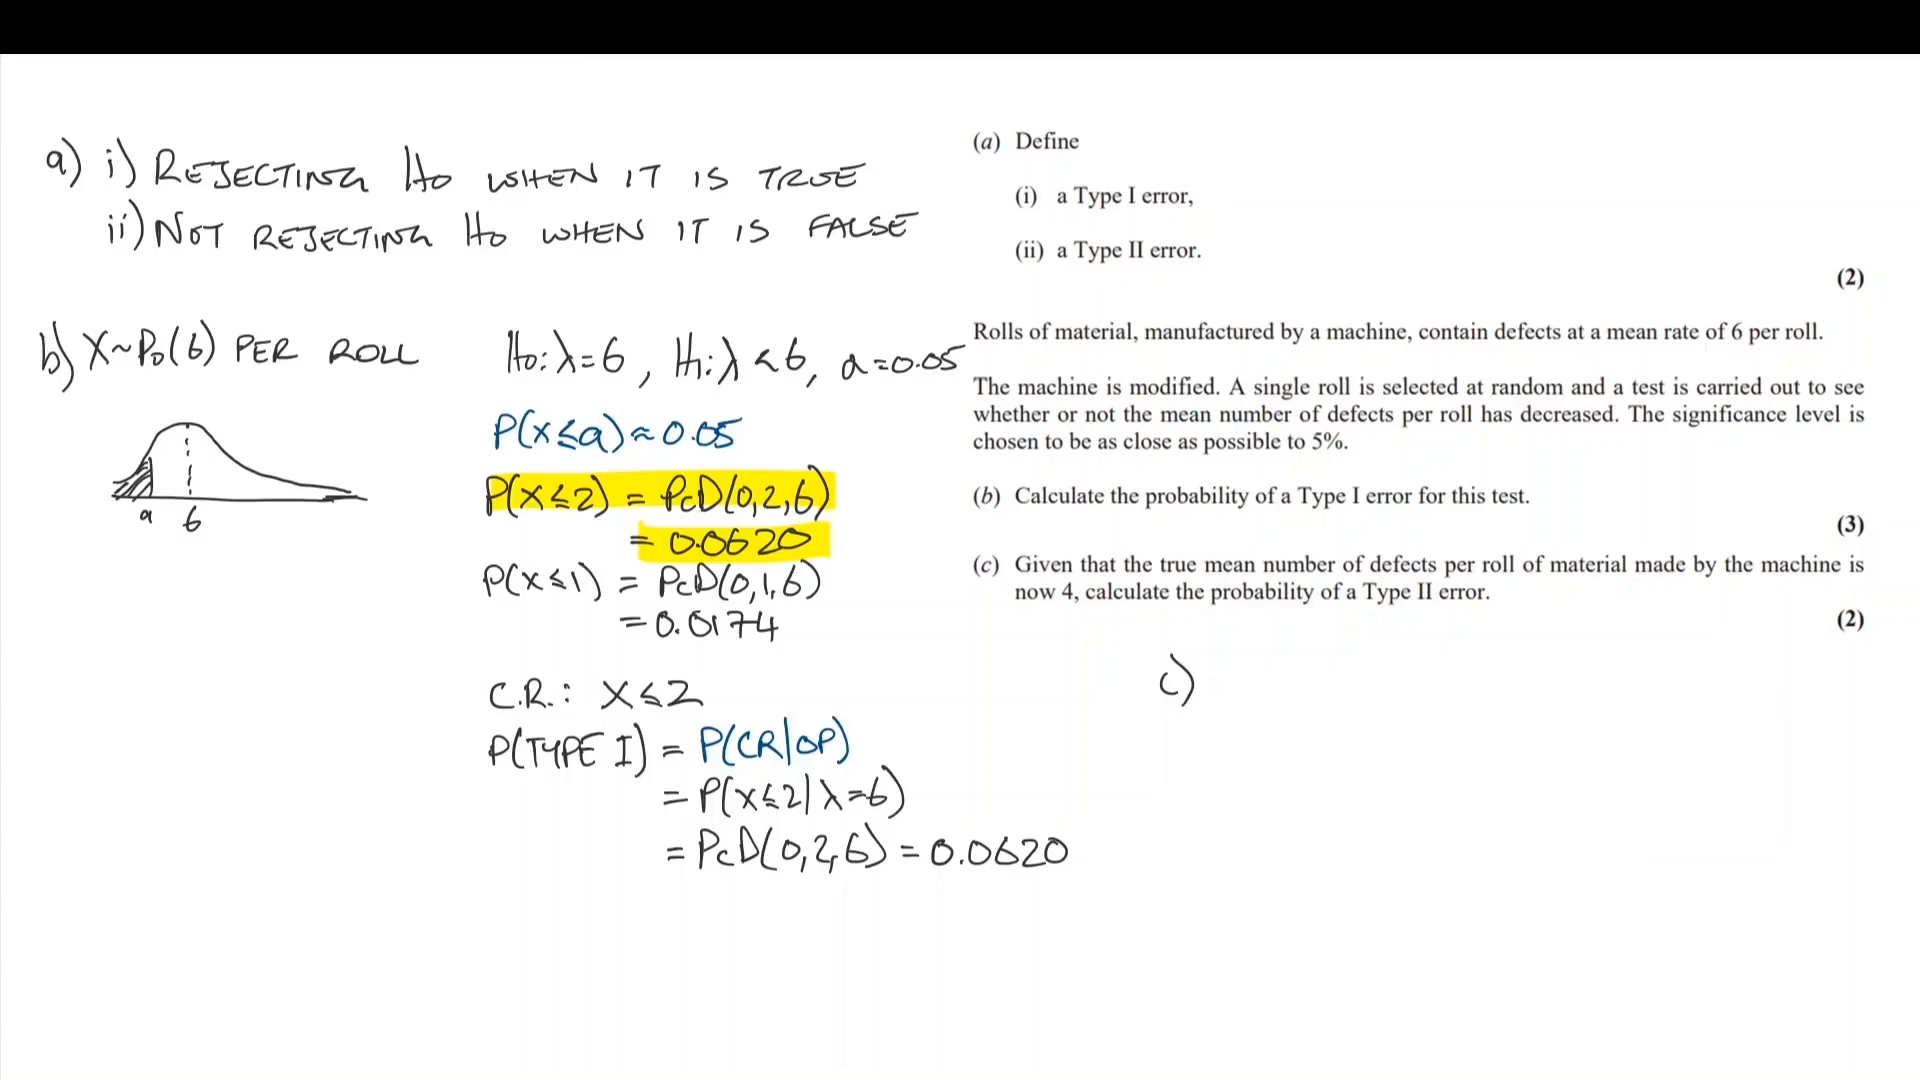 a) i) REJECTING H₀ WHEN IT IS TRUE
ii) NOT REJECTING H₀ WHEN IT IS FALSE
b) X~P₀(6) PER ROLL
H₀: λ=6, H₁: λ<6, a=0.05
a 6
P(X≤a)≈0.05
P(X≤2) = PCD(0,2,6)
= 0.0620
P(X≤1) = PCD(0,1,6)
= 0.0174
C.R.: X≤2
P(TYPE I) = P(CR|OP)
= P(X≤2|λ=6)
= PCD(0,2,6) = 0.0620
(a) Define
(i) a Type I error,
(ii) a Type II error.
(2)
Rolls of material, manufactured by a machine, contain defects at a mean rate of 6 per roll.
The machine is modified. A single roll is selected at random and a test is carried out to see
whether or not the mean number of defects per roll has decreased. The significance level is
chosen to be as close as possible to 5%.
(b) Calculate the probability of a Type I error for this test.
(3)
(c) Given that the true mean number of defects per roll of material made by the machine is
now 4, calculate the probability of a Type II error.
(2)
c)